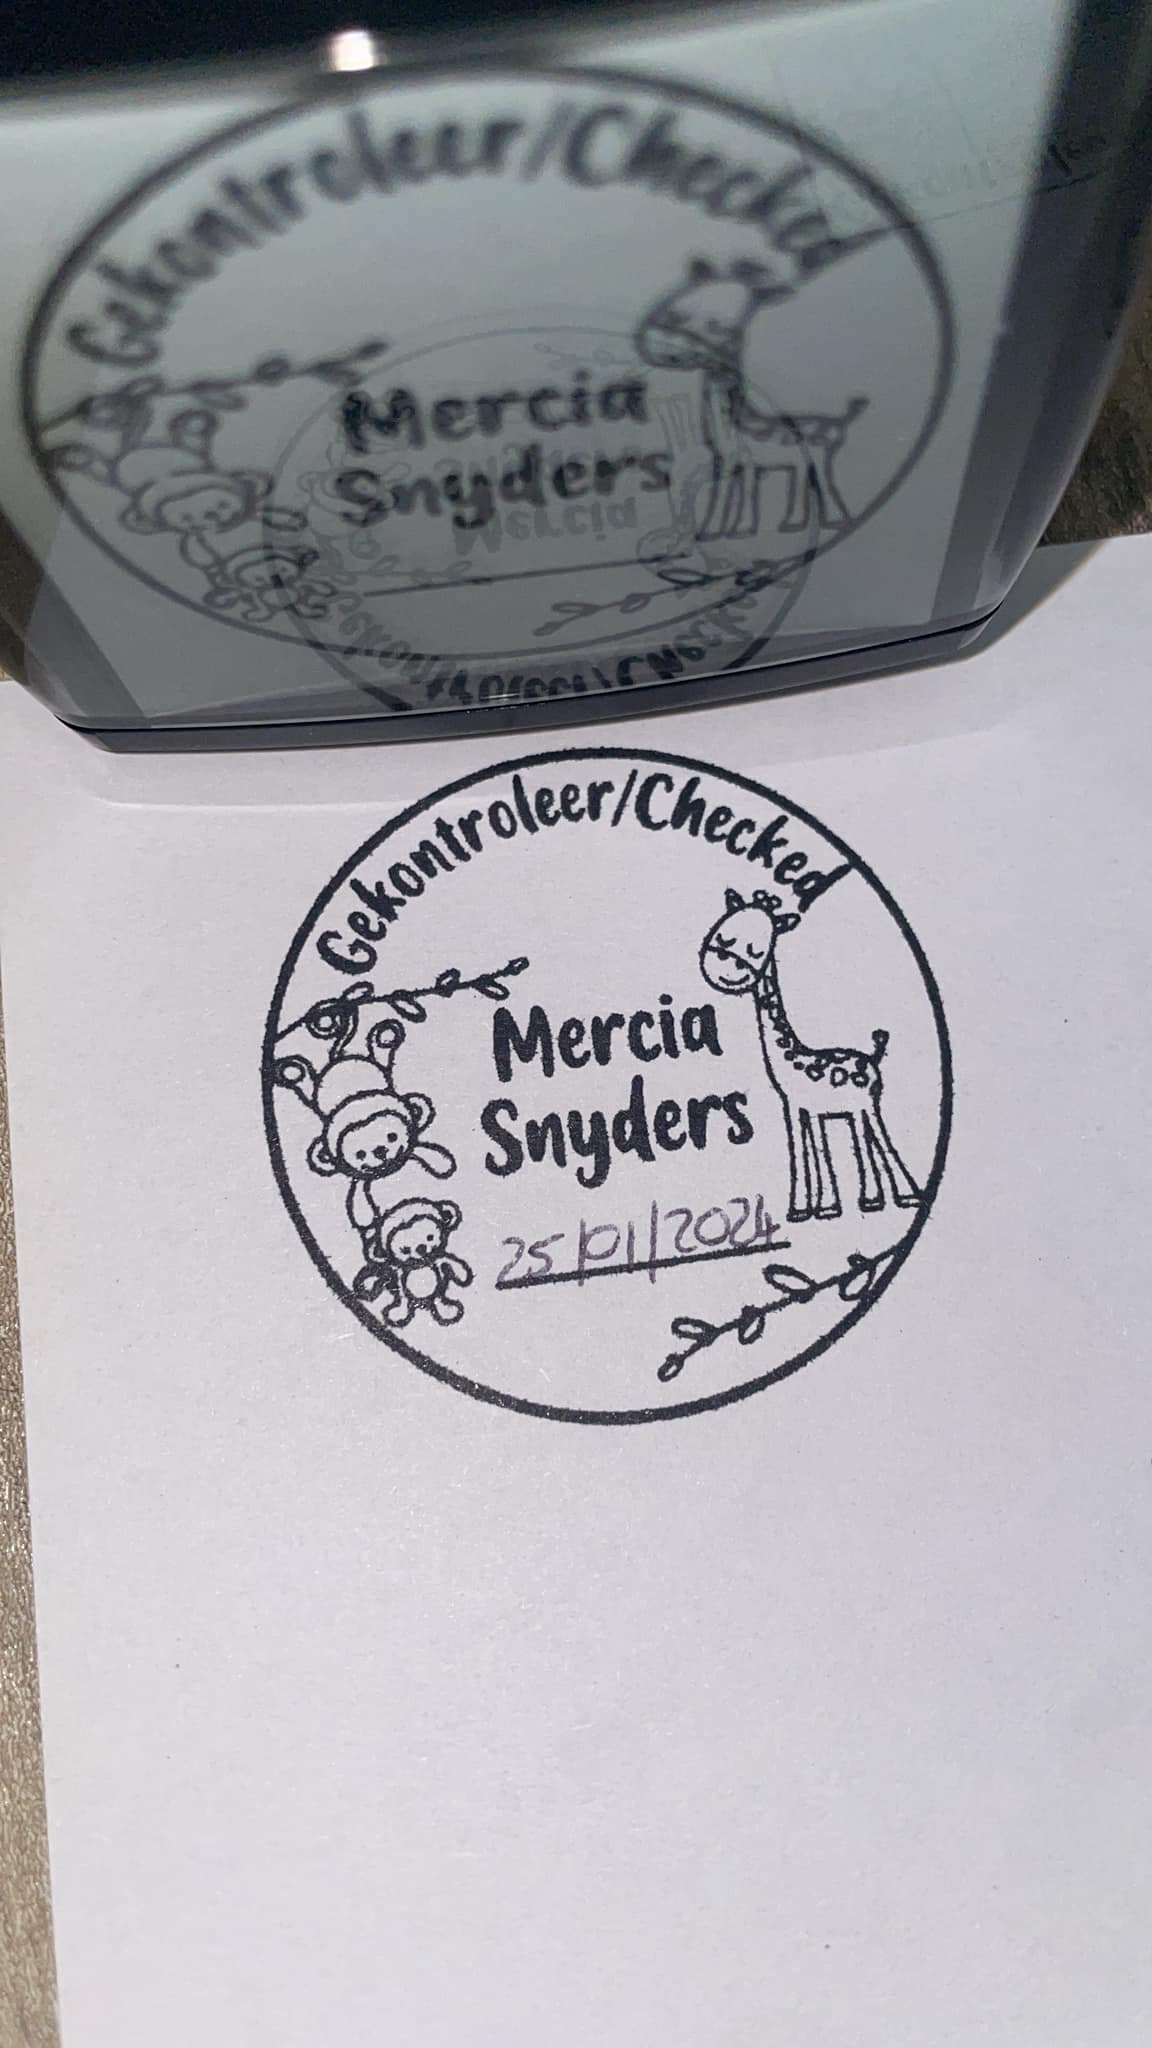 Gekontroleer/Checked
Mercia
Snyders
Gekontroleer/Checked
Mercia
Snyders
25/01/2024